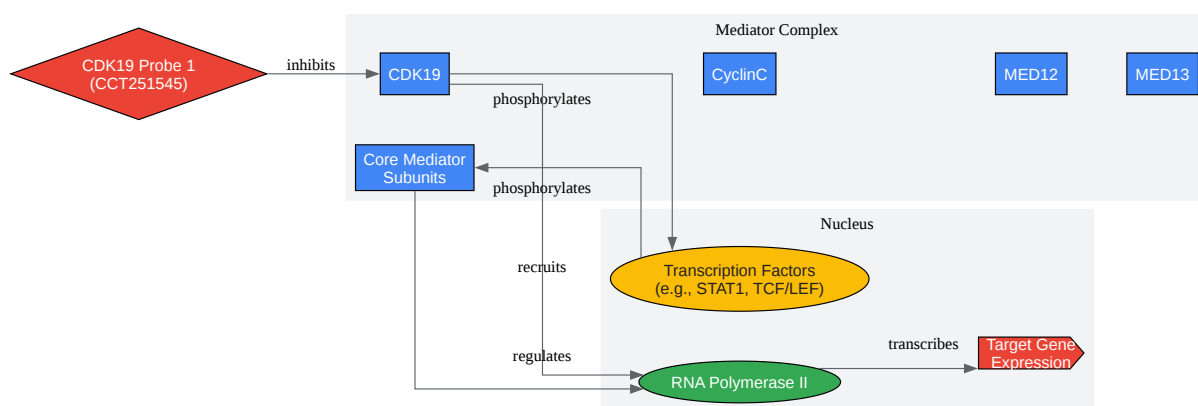 Mediator Complex
CDK19 Probe 1
(CCT251545)
inhibits
CDK19
CyclinC
MED12
MED13
phosphorylates
Core Mediator
Subunits
phosphorylates
Nucleus
recruits
Transcription Factors
(e.g., STAT1, TCF/LEF)
regulates
transcribes
Target Gene
Expression
RNA Polymerase II